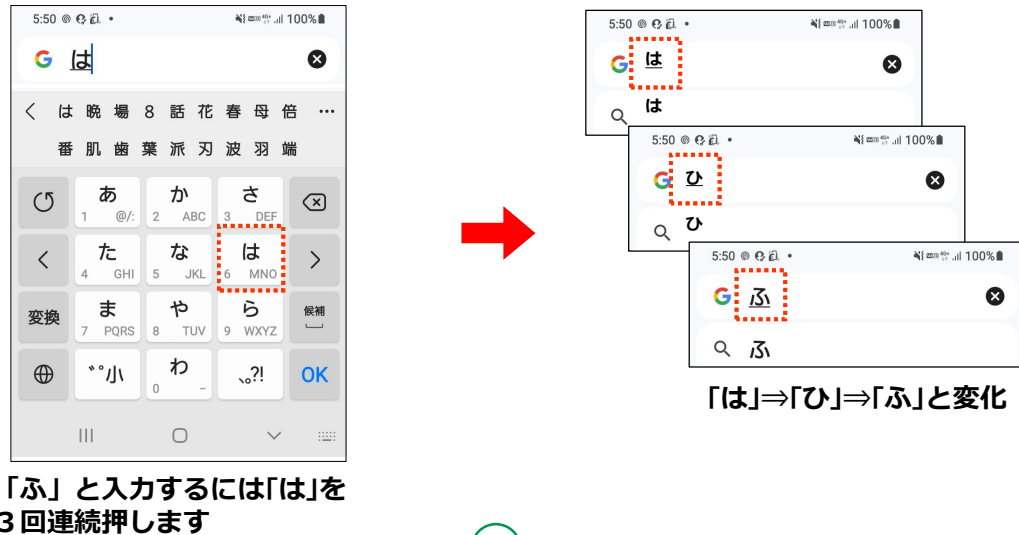 5:50
100%
は
は 晩 場 8 話 花 春 母 倍 …
番 肌 歯 葉 派 刃 波 羽 端
あ
1 @/:
か
2 ABC
さ
3 DEF
た
4 GHI
な
5 JKL
は
6 MNO
変換
ま
7 PQRS
や
8 TUV
ら
9 WXYZ
候補
゛゜小
わ
0 _
、。?!
OK
「ふ」と入力するには「は」を
3回連続押します
5:50
100%
は
は
5:50
100%
ひ
ひ
5:50
100%
ふ
ふ
「は」⇒「ひ」⇒「ふ」と変化